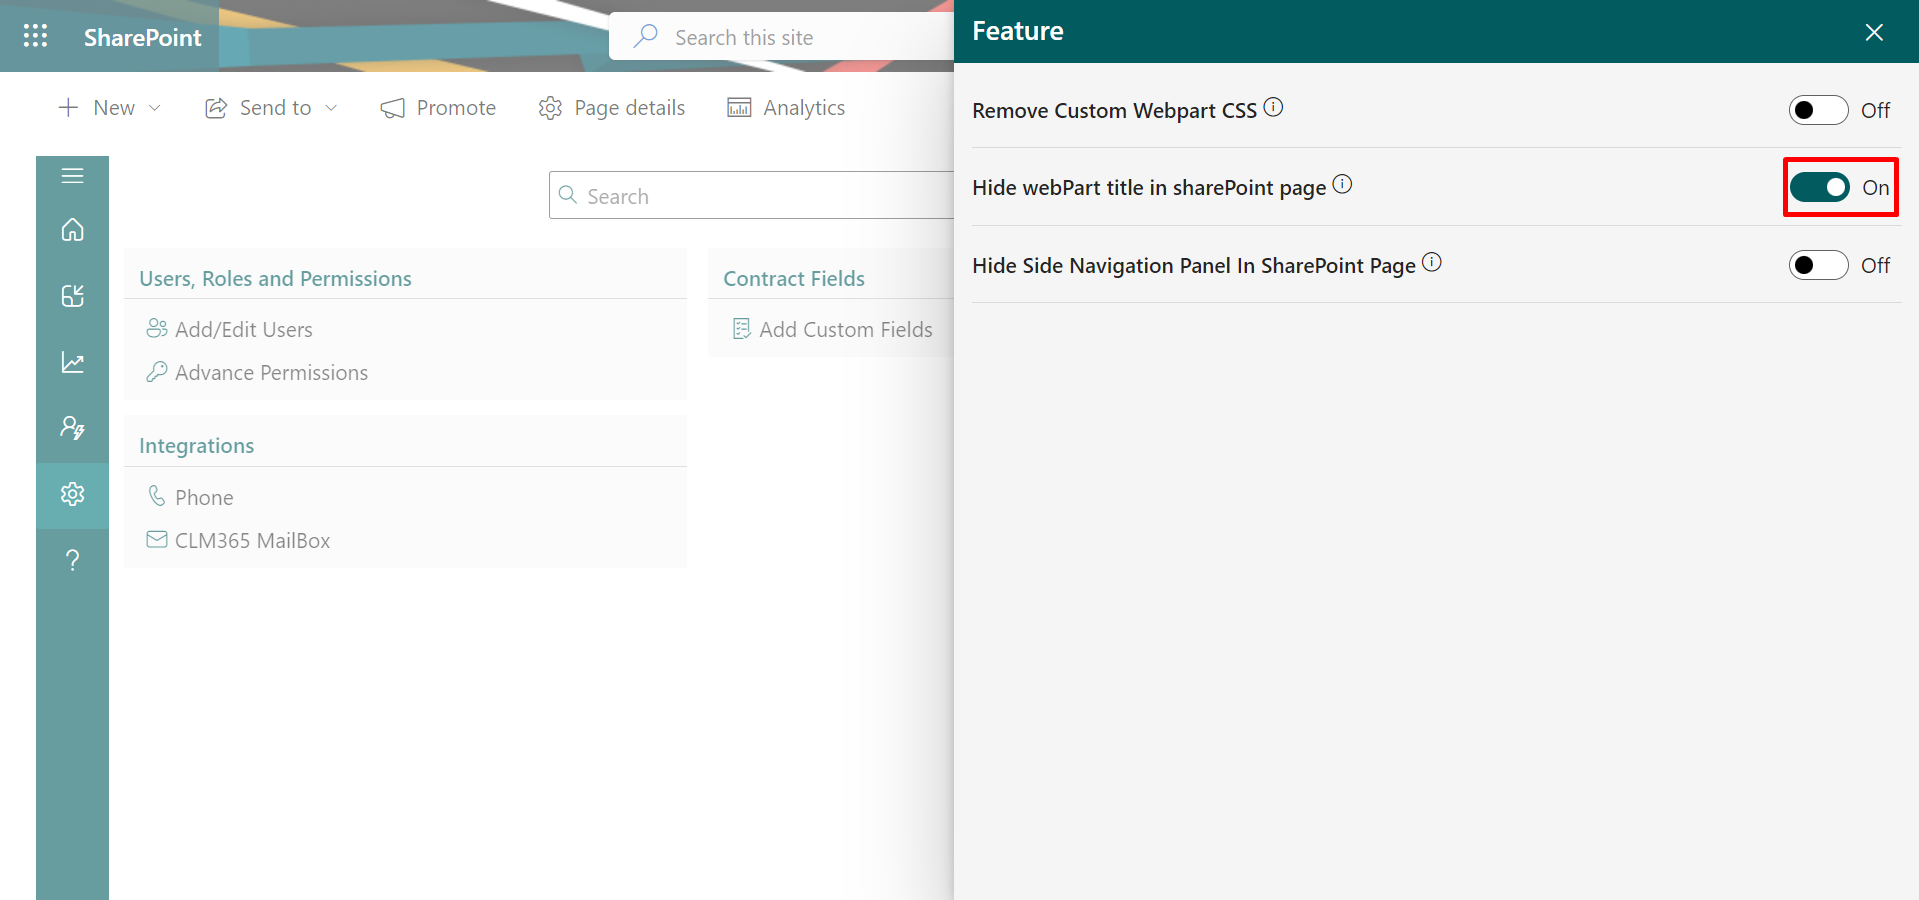 SharePoint
Search this site
New
Send to
Promote
Page details
Analytics
Search
Users, Roles and Permissions
Add/Edit Users
Advance Permissions
Contract Fields
Add Custom Fields
Integrations
Phone
CLM365 MailBox
Feature
Remove Custom Webpart CSS
Off
Hide webPart title in sharePoint page
On
Hide Side Navigation Panel In SharePoint Page
Off